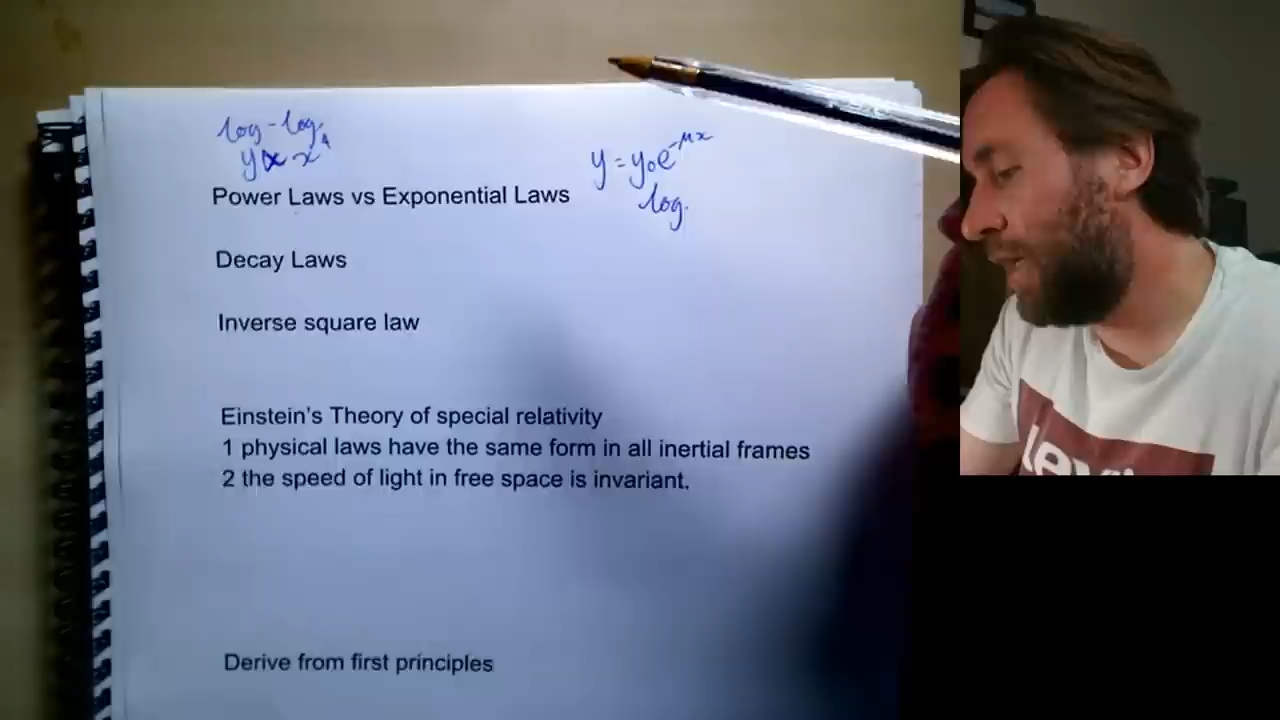 log-log
y ∝ x^n
y = y₀e^-μx
log.
Power Laws vs Exponential Laws
Decay Laws
Inverse square law
Einstein's Theory of special relativity
1 physical laws have the same form in all inertial frames
2 the speed of light in free space is invariant.
Derive from first principles
Levi's